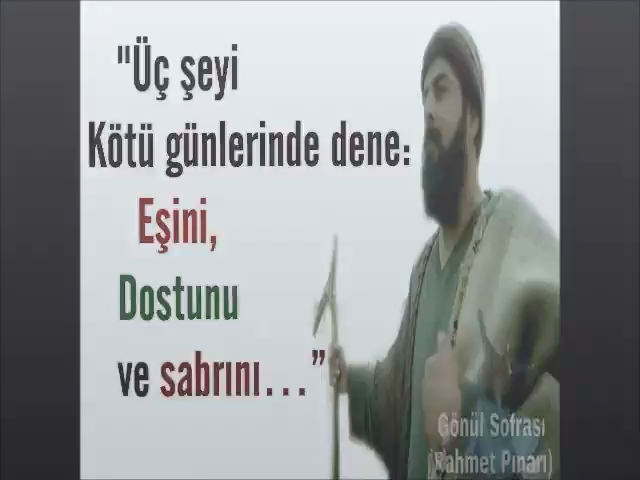 "Üç şeyi
Kötü günlerinde dene:
Eşini,
Dostunu
ve sabrını..."
Gönül Sofrası
(Rahmet Pınarı)